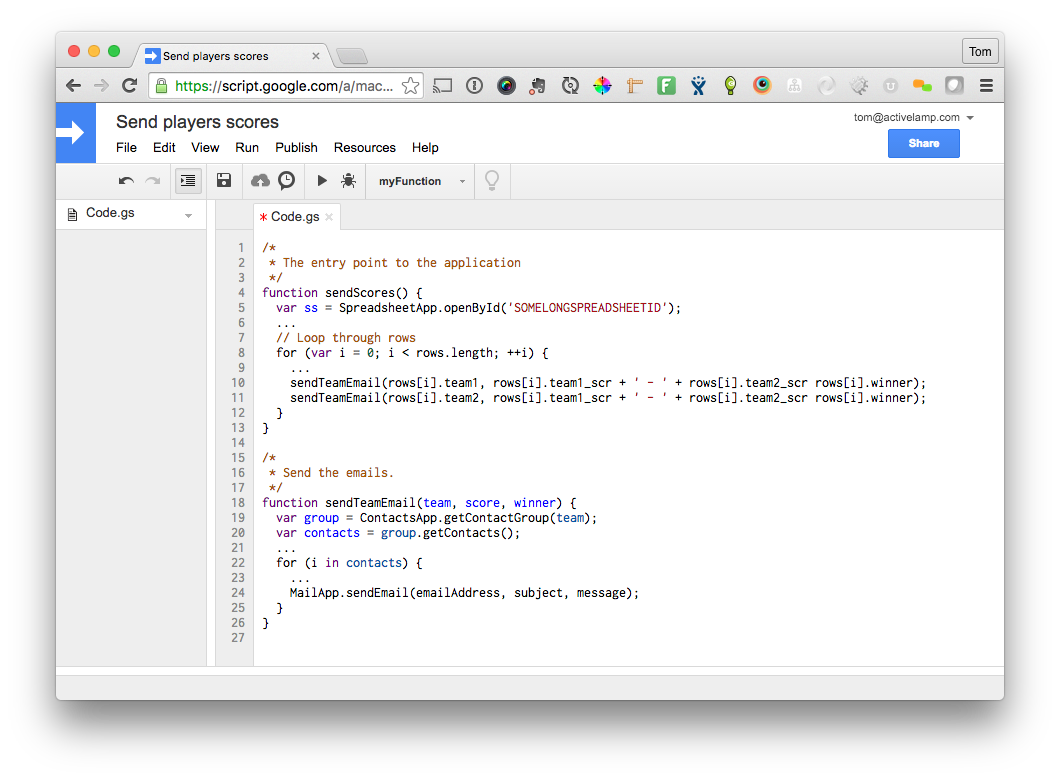 Send players scores
Tom
https://script.google.com/a/mac...
Send players scores
tom@activelamp.com
File Edit View Run Publish Resources Help
Share
myFunction
Code.gs
* Code.gs
1 /*
2 * The entry point to the application
3 */
4 function sendScores() {
5 var ss = SpreadsheetApp.openById('SOMELONGSPREADSHEETID');
6 ...
7 // Loop through rows
8 for (var i = 0; i < rows.length; ++i) {
9 ...
10 sendTeamEmail(rows[i].team1, rows[i].team1_scr + ' - ' + rows[i].team2_scr rows[i].winner);
11 sendTeamEmail(rows[i].team2, rows[i].team1_scr + ' - ' + rows[i].team2_scr rows[i].winner);
12 }
13 }
14
15 /*
16 * Send the emails.
17 */
18 function sendTeamEmail(team, score, winner) {
19 var group = ContactsApp.getContactGroup(team);
20 var contacts = group.getContacts();
21 ...
22 for (i in contacts) {
23 ...
24 MailApp.sendEmail(emailAddress, subject, message);
25 }
26 }
27